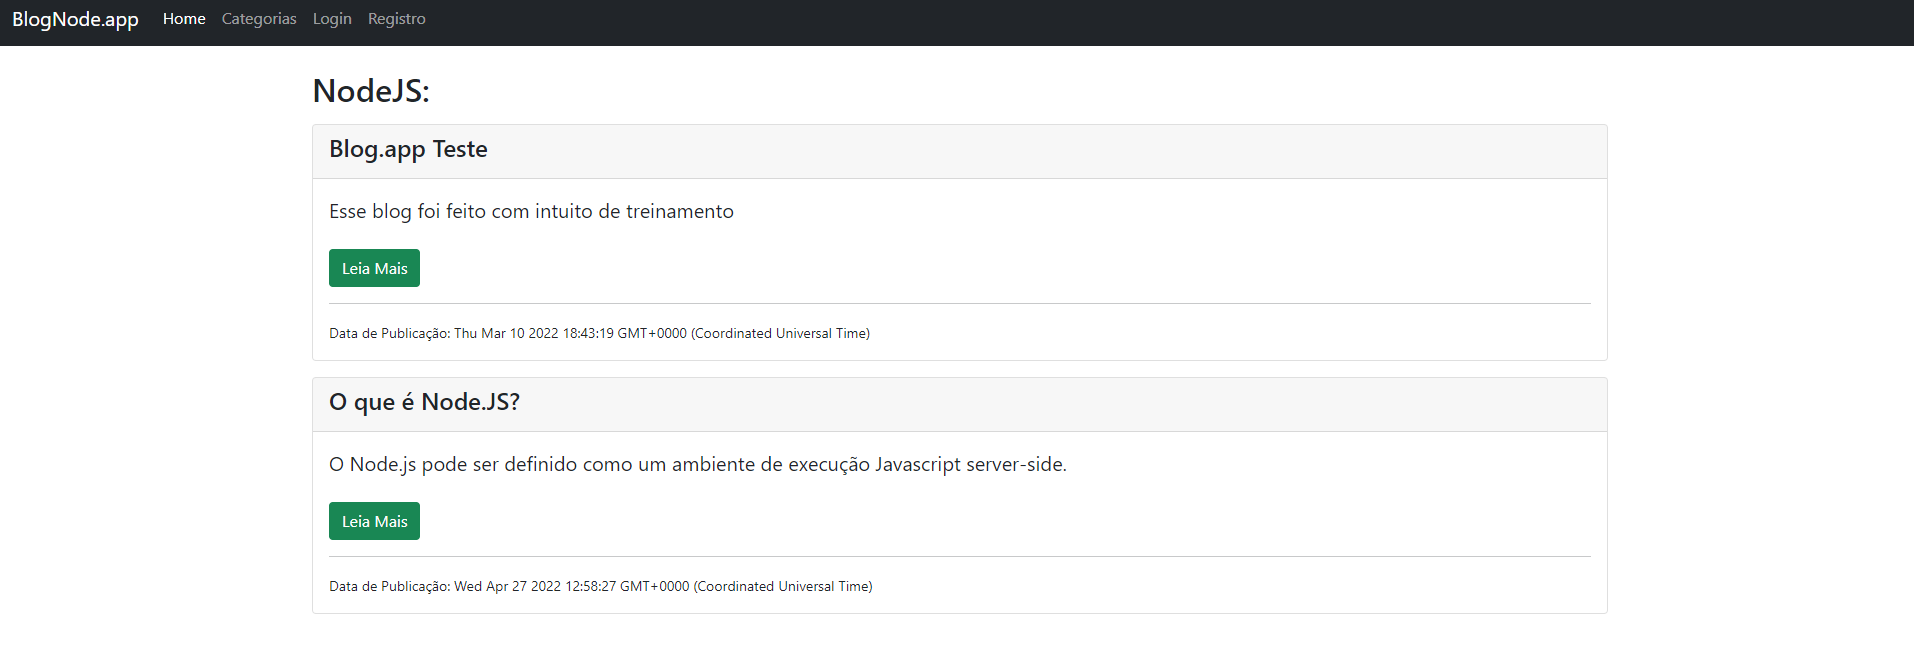 BlogNode.app Home Categorias Login Registro
NodeJS:
Blog.app Teste
Esse blog foi feito com intuito de treinamento
Leia Mais
Data de Publicação: Thu Mar 10 2022 18:43:19 GMT+0000 (Coordinated Universal Time)
O que é Node.JS?
O Node.js pode ser definido como um ambiente de execução Javascript server-side.
Leia Mais
Data de Publicação: Wed Apr 27 2022 12:58:27 GMT+0000 (Coordinated Universal Time)